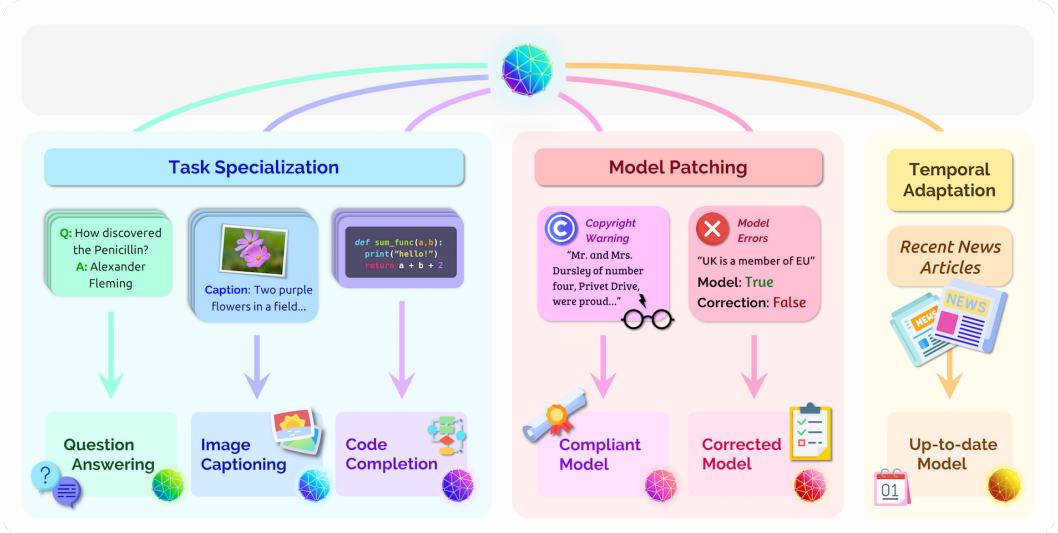 Task Specialization
Q: How discovered
the Penicillin?
A: Alexander
Fleming
Caption: Two purple
flowers in a field...
def sum_func(a,b):
print("hello!")
return a + b + 2
Question
Answering
?
Image
Captioning
Code
Completion
Model Patching
C
Copyright
Warning
"Mr. and Mrs.
Dursley of number
four, Privet Drive,
were proud..."
Model
Errors
"UK is a member of EU"
Model: True
Correction: False
Compliant
Model
Corrected
Model
Temporal
Adaptation
Recent News
Articles
NEWS
NEWS
Up-to-date
Model
01